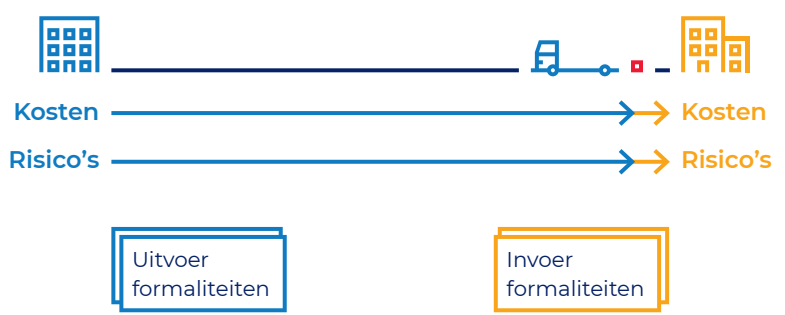 Kosten
Kosten
Risico’s
Risico’s
Uitvoer
formaliteiten
Invoer
formaliteiten